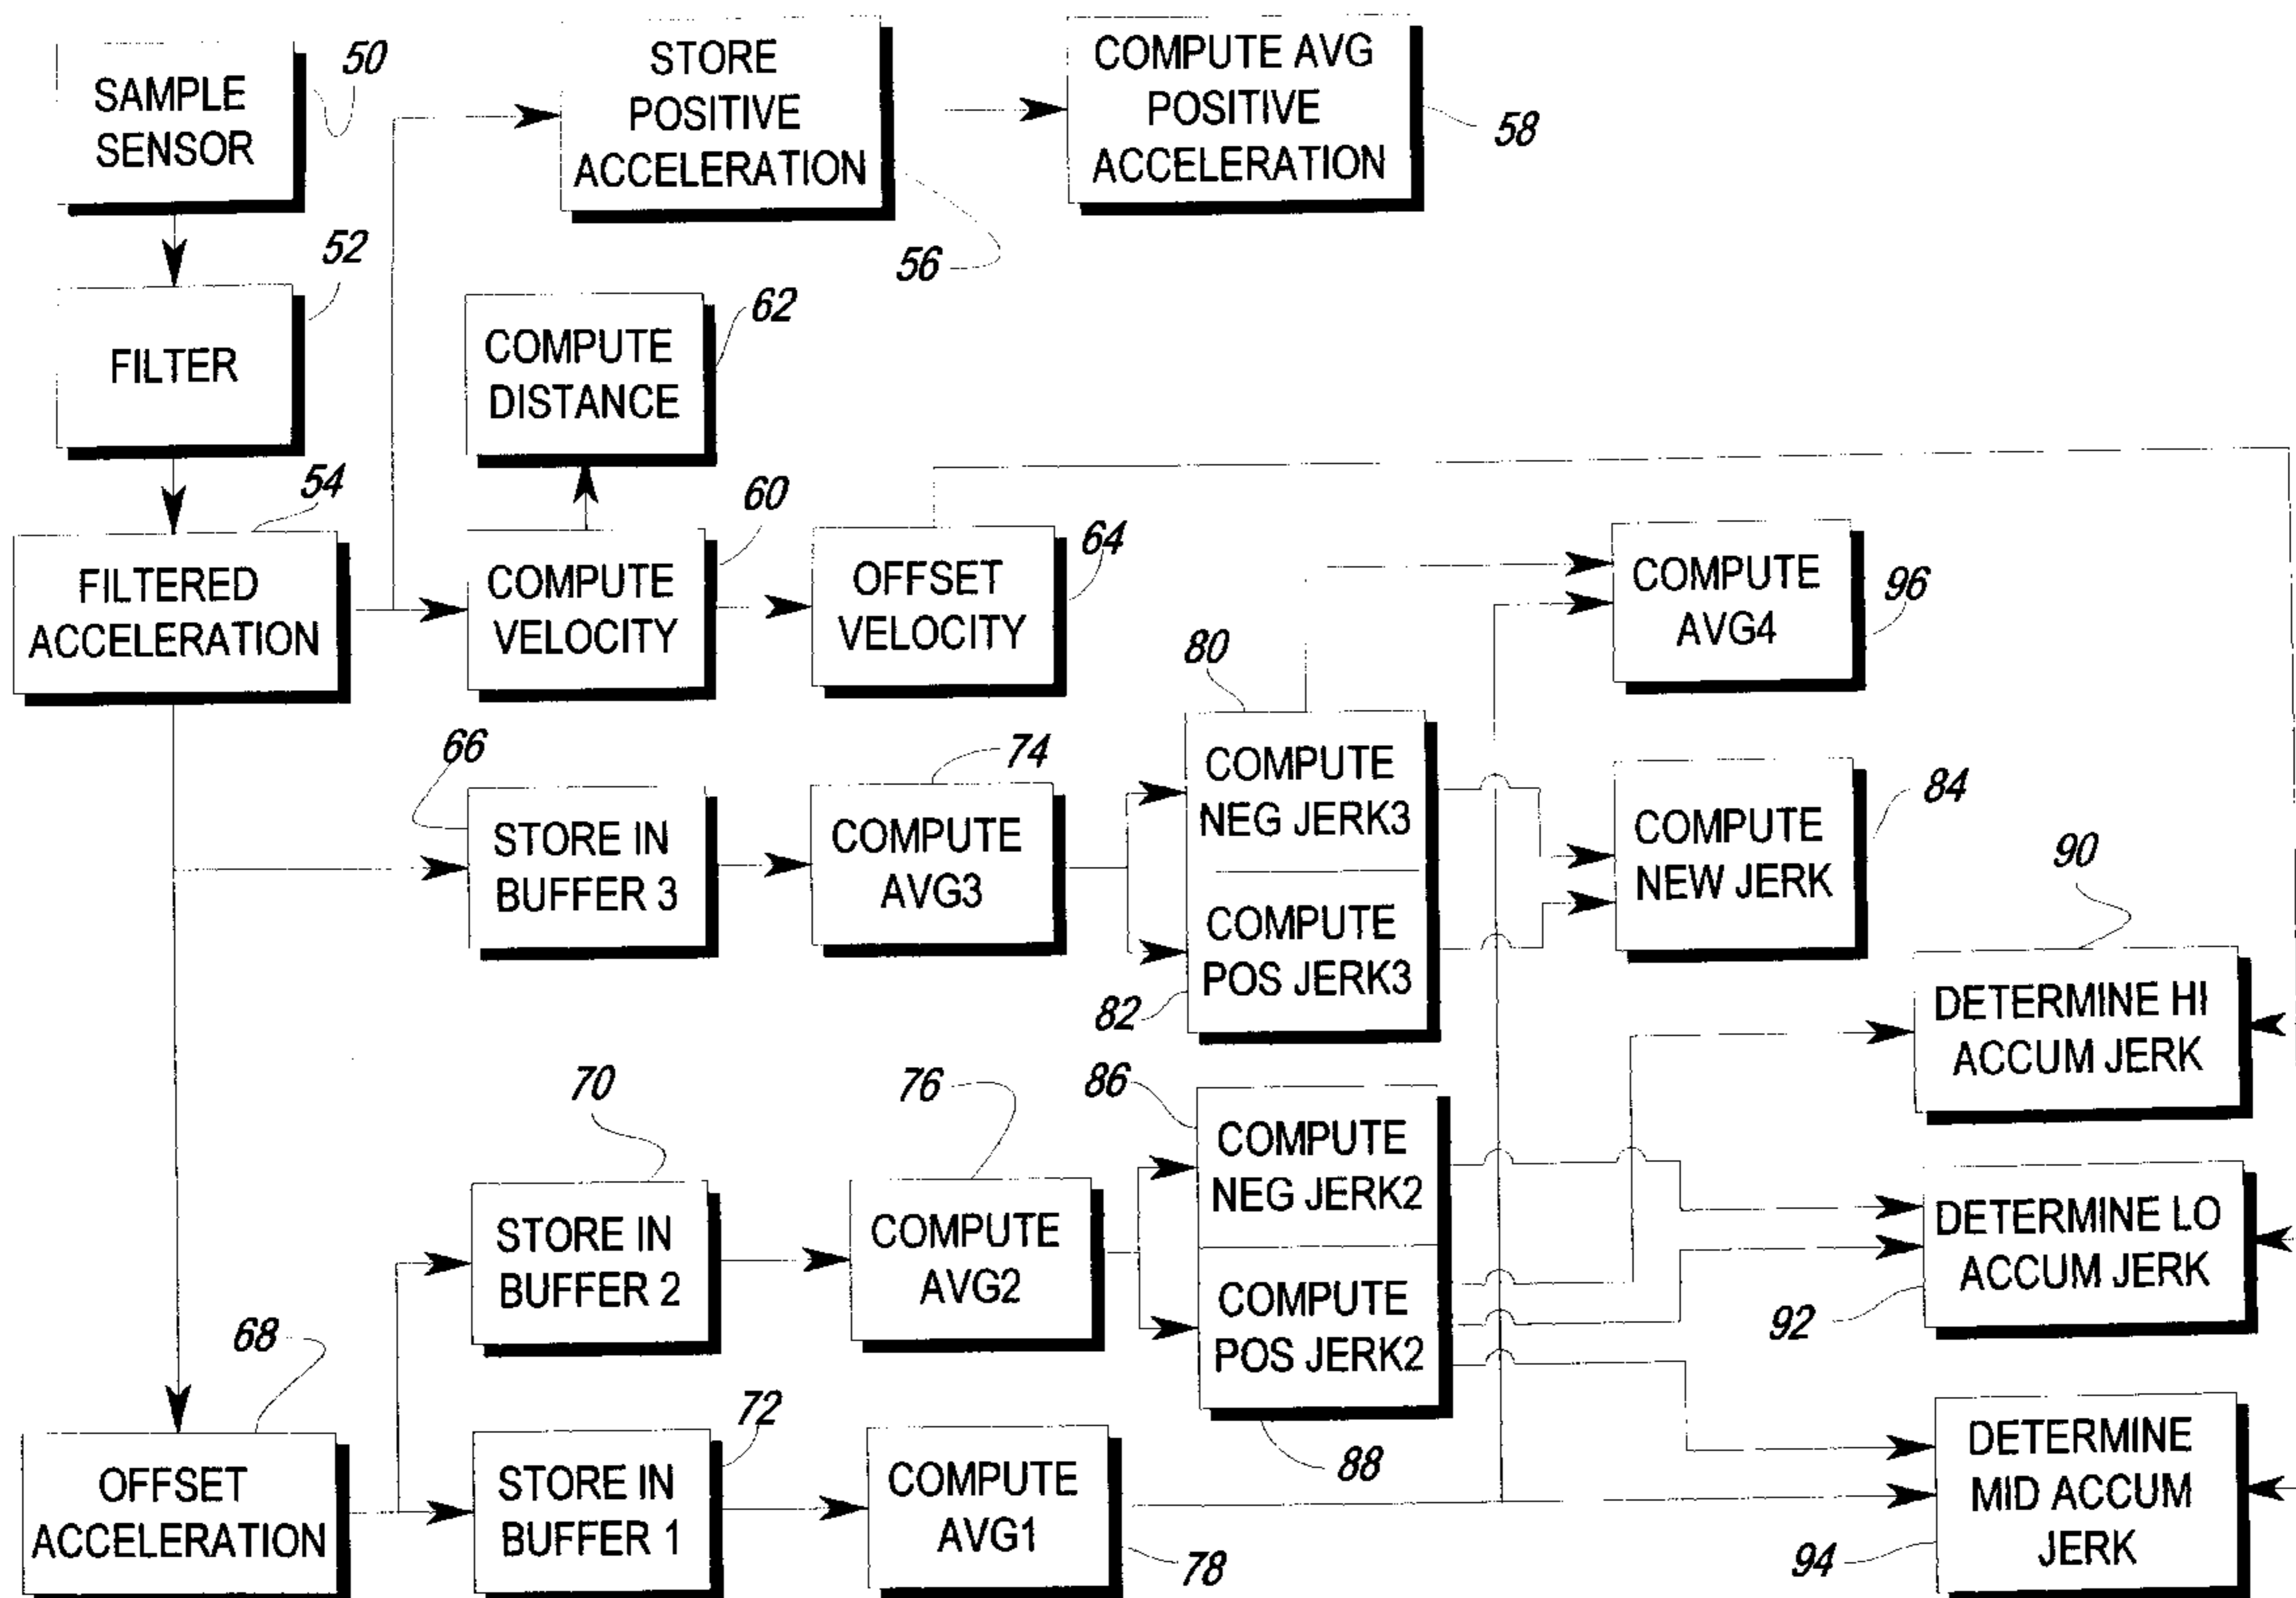 SAMPLE
SENSOR
50
STORE
POSITIVE
ACCELERATION
56
COMPUTE AVG
POSITIVE
ACCELERATION
58
FILTER
52
COMPUTE
DISTANCE
62
FILTERED
ACCELERATION
54
COMPUTE
VELOCITY
60
OFFSET
VELOCITY
64
COMPUTE
AVG4
96
STORE IN
BUFFER 3
66
COMPUTE
AVG3
74
COMPUTE
NEG JERK3
80
COMPUTE
POS JERK3
82
COMPUTE
NEW JERK
84
DETERMINE HI
ACCUM JERK
90
STORE IN
BUFFER 2
70
COMPUTE
AVG2
76
COMPUTE
NEG JERK2
86
COMPUTE
POS JERK2
88
DETERMINE LO
ACCUM JERK
92
OFFSET
ACCELERATION
68
STORE IN
BUFFER 1
72
COMPUTE
AVG1
78
DETERMINE
MID ACCUM
JERK
94